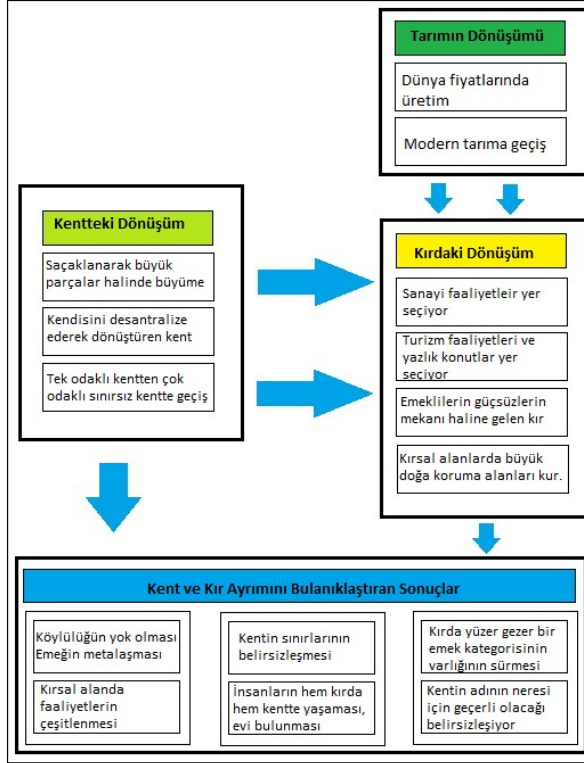 Tarımın Dönüşümü
Dünya fiyatlarında
üretim
Modern tarıma geçiş
Kentteki Dönüşüm
Saçaklanarak büyük
parçalar halinde büyüme
Kendisini desantralize
ederek dönüştüren kent
Tek odaklı kentten çok
odaklı sınırsız kentte geçiş
Kırdaki Dönüşüm
Sanayi faaliyetleir yer
seçiyor
Turizm faaliyetleri ve
yazlık konutlar yer
seçiyor
Emeklilerin güçsüzlerin
mekanı haline gelen kır
Kırsal alanlarda büyük
doğa koruma alanları kur.
Kent ve Kır Ayrımını Bulanıklaştıran Sonuçlar
Köylülüğün yok olması
Emeğin metalaşması
Kırsal alanda
faaliyetlerin
çeşitlenmesi
Kentin sınırlarının
belirsizleşmesi
İnsanların hem kırda
hem kentte yaşaması,
evi bulunması
Kırda yüzer gezer bir
emek kategorisinin
varlığının sürmesi
Kentin adının neresi
için geçerli olacağı
belirsizleşiyor